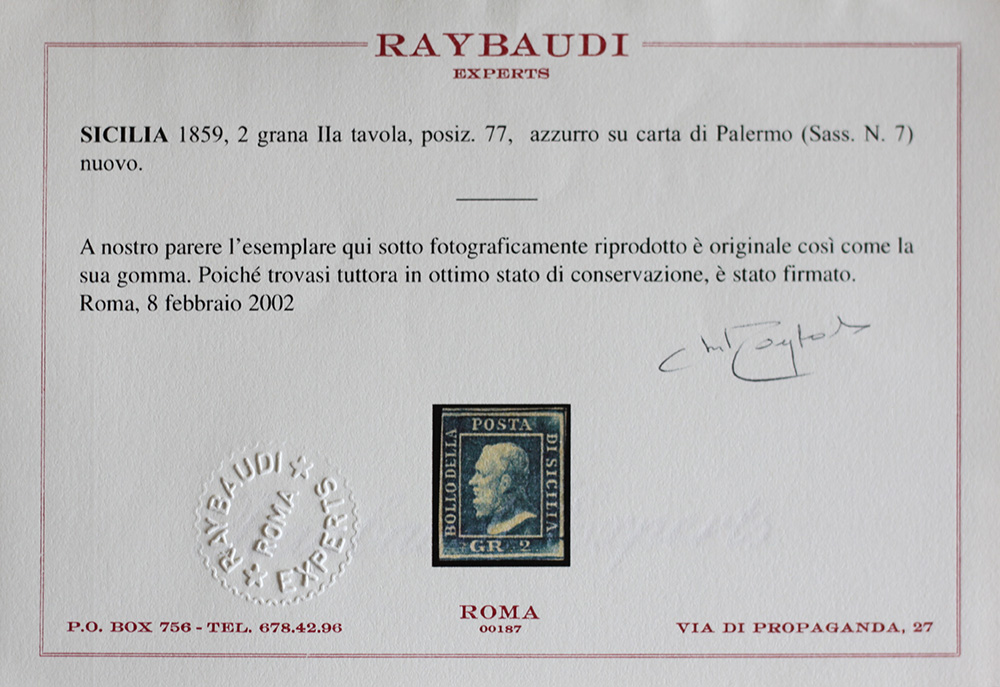 RAYBAUDI
EXPERTS
SICILIA 1859, 2 grana IIa tavola, posiz. 77, azzurro su carta di Palermo (Sass. N. 7)
nuovo.
A nostro parere l'esemplare qui sotto fotograficamente riprodotto è originale così come la
sua gomma. Poiché trovasi tuttora in ottimo stato di conservazione, è stato firmato.
Roma, 8 febbraio 2002
POSTA
BOLLO DELLA
DI SICILIA
GR. 2
RAYBAUDI
ROMA
EXPERTS
ROMA
00187
P.O. BOX 756 - TEL. 678.42.96
VIA DI PROPAGANDA, 27